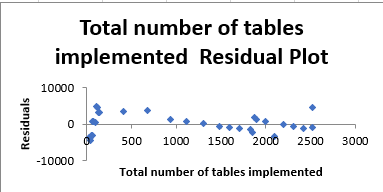 Total number of tables
implemented Residual Plot
10000
0
-10000
0 500 1000 1500 2000 2500 3000
Residuals
Total number of tables implemented